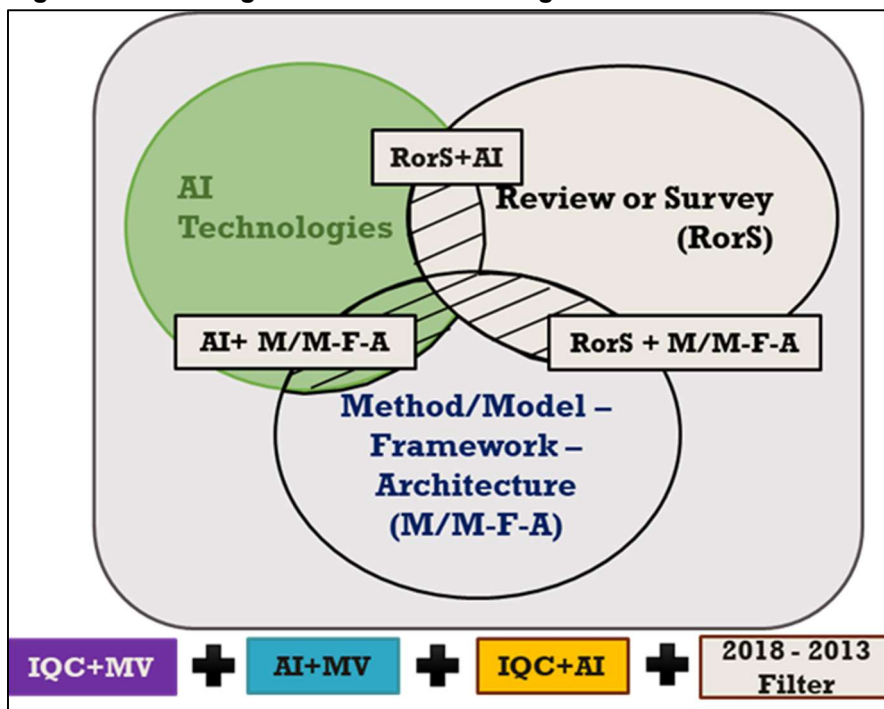 RorS+AI
AI
Technologies
Review or Survey
(RorS)
AI+ M/M-F-A
RorS + M/M-F-A
Method/Model –
Framework –
Architecture
(M/M-F-A)
IQC+MV
AI+MV
IQC+AI
2018 - 2013
Filter